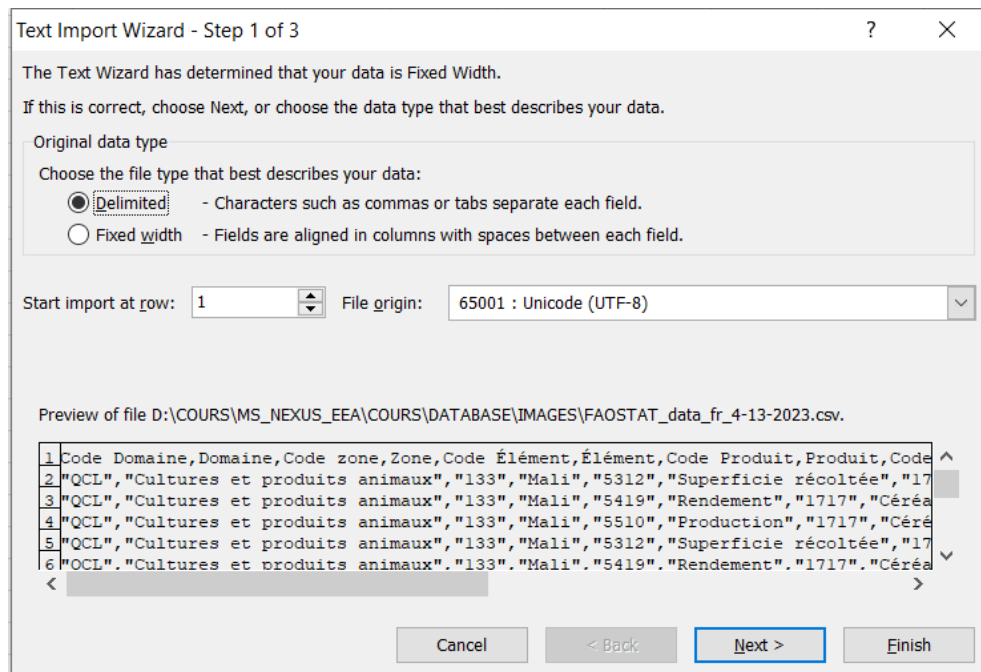 Text Import Wizard - Step 1 of 3 ? ×
The Text Wizard has determined that your data is Fixed Width.
If this is correct, choose Next, or choose the data type that best describes your data.
Original data type
Choose the file type that best describes your data:
Delimited - Characters such as commas or tabs separate each field.
Fixed width - Fields are aligned in columns with spaces between each field.
Start import at row: 1 File origin: 65001 : Unicode (UTF-8)
Preview of file D:\COURS\MS_NEXUS_EEA\COURS\DATABASE\IMAGES\FAOSTAT_data_fr_4-13-2023.csv.
1 Code Domaine,Domaine,Code zone,Zone,Code Élément,Élément,Code Produit,Produit,Code
2 "QCL","Cultures et produits animaux","133","Mali","5312","Superficie récoltée","17
3 "QCL","Cultures et produits animaux","133","Mali","5419","Rendement","1717","Céréa
4 "QCL","Cultures et produits animaux","133","Mali","5510","Production","1717","Céré
5 "QCL","Cultures et produits animaux","133","Mali","5312","Superficie récoltée","17
6 "QCL","Cultures et produits animaux","133","Mali","5419","Rendement","1717","Céréa
Cancel < Back Next > Finish